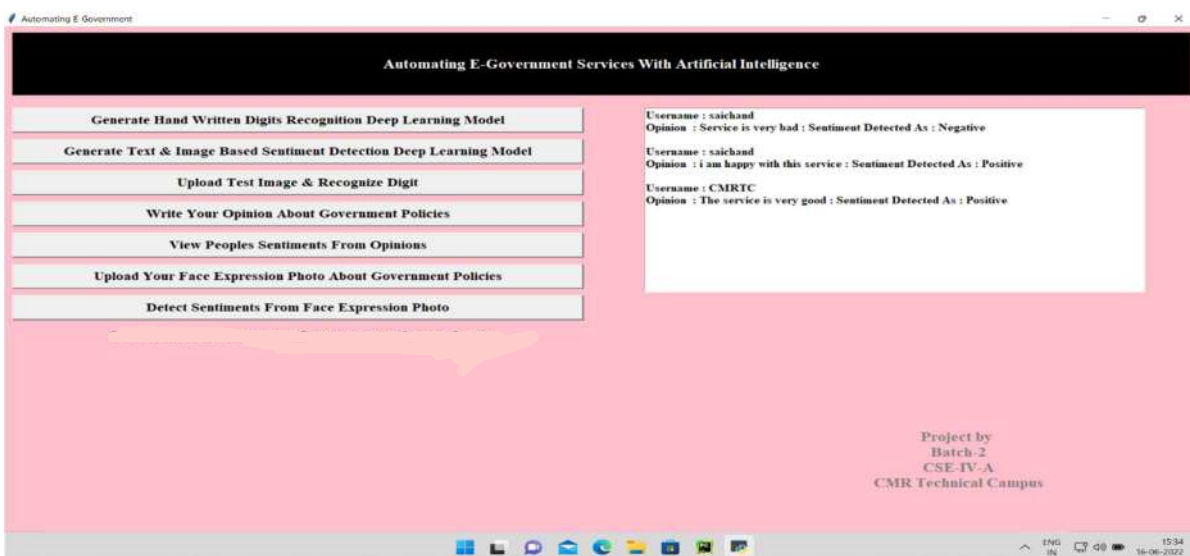 Automating E-Government
Automating E-Government Services With Artificial Intelligence
Generate Hand Written Digits Recognition Deep Learning Model
Generate Text & Image Based Sentiment Detection Deep Learning Model
Upload Test Image & Recognize Digit
Write Your Opinion About Government Policies
View Peoples Sentiments From Opinions
Upload Your Face Expression Photo About Government Policies
Detect Sentiments From Face Expression Photo
Username : saichand
Opinion : Service is very bad : Sentiment Detected As : Negative
Username : saichand
Opinion : i am happy with this service : Sentiment Detected As : Positive
Username : CMRTC
Opinion : The service is very good : Sentiment Detected As : Positive
Project by
Batch-2
CSE-IV-A
CMR Technical Campus
ENG
IN
15:34
16-06-2022